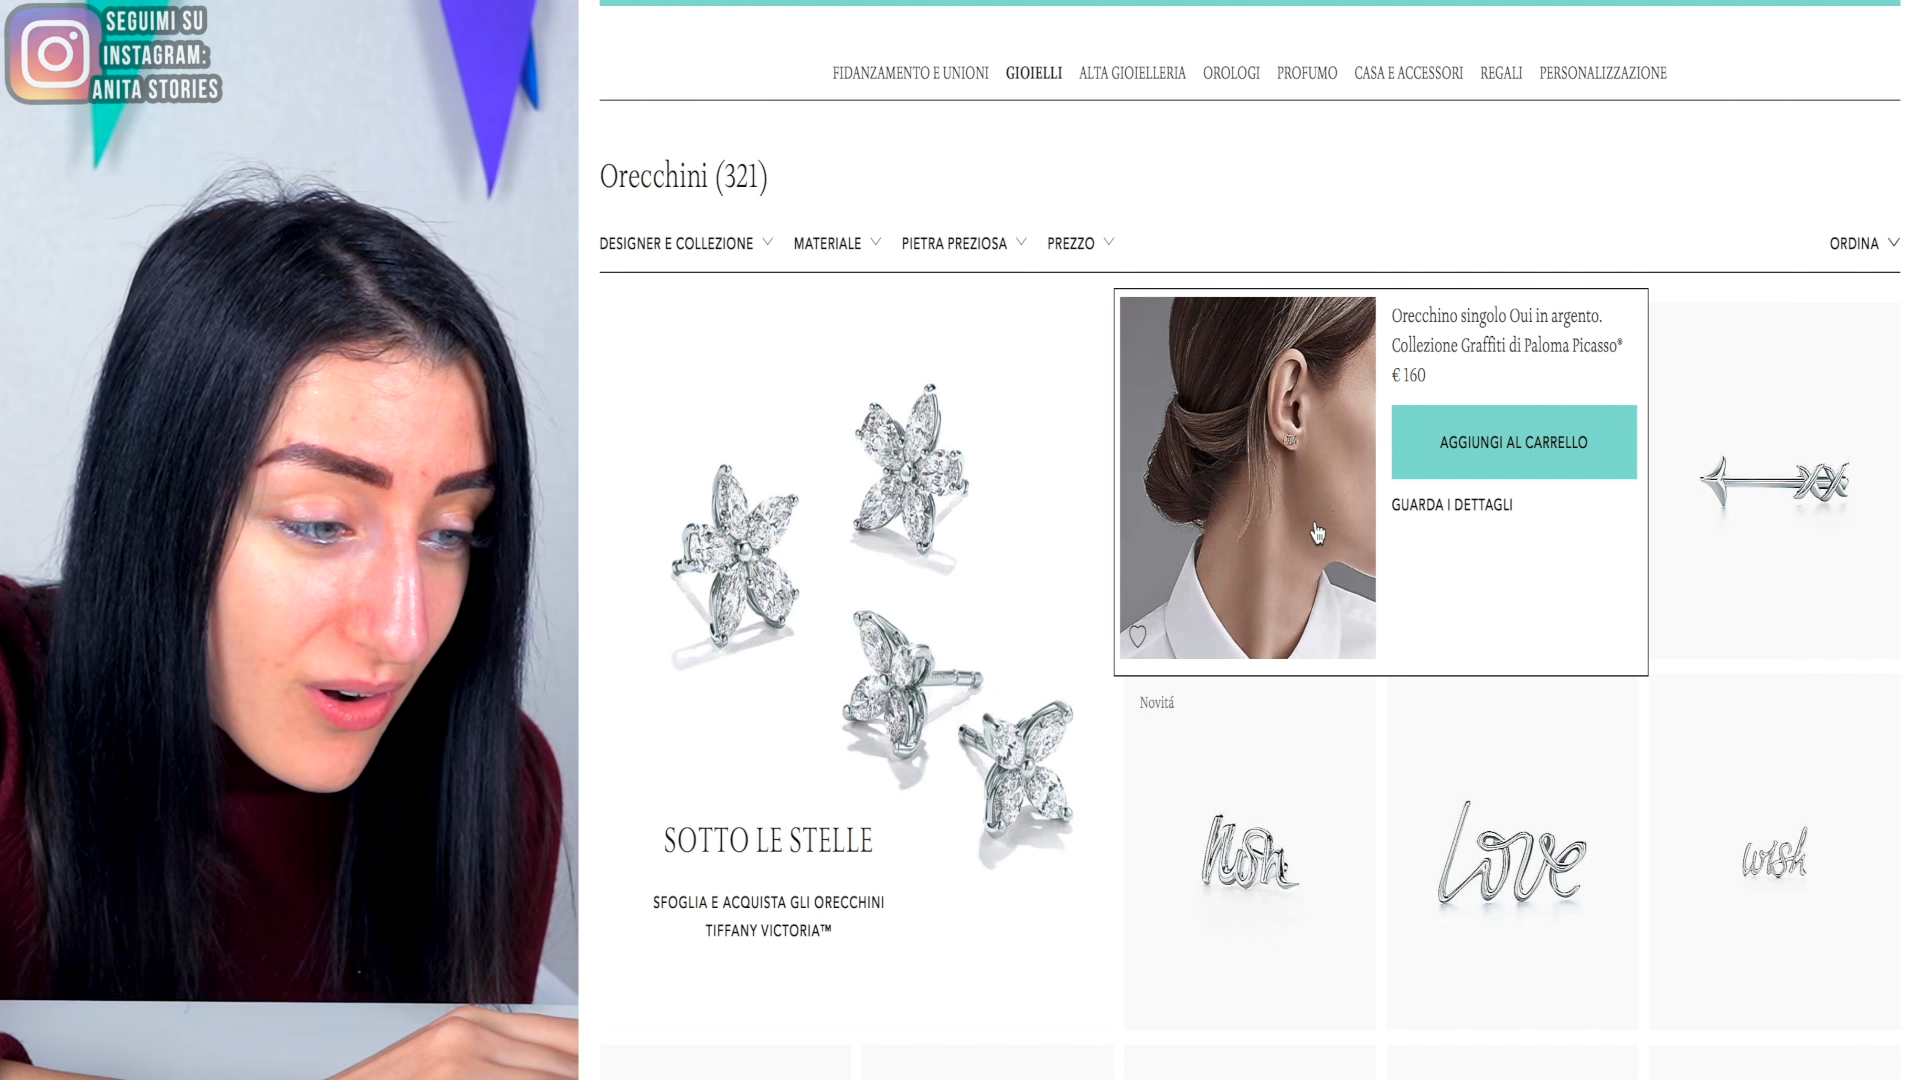 SEGUIMI SU
INSTAGRAM:
ANITA STORIES
FIDANZAMENTO E UNIONI GIOIELLI ALTA GIOIELLERIA OROLOGI PROFUMO CASA E ACCESSORI REGALI PERSONALIZZAZIONE
Orecchini (321)
DESIGNER E COLLEZIONE MATERIALE PIETRA PREZIOSA PREZZO ORDINA
Orecchino singolo Oui in argento.
Collezione Graffiti di Paloma Picasso®
€ 160
AGGIUNGI AL CARRELLO
GUARDA I DETTAGLI
Novitá
Love
wish
SOTTO LE STELLE
SFOGLIA E ACQUISTA GLI ORECCHINI
TIFFANY VICTORIA™